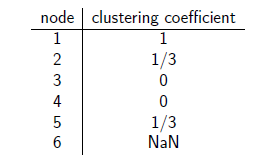 node clustering coefficient
1 1
2 1/3
3 0
4 0
5 1/3
6 NaN